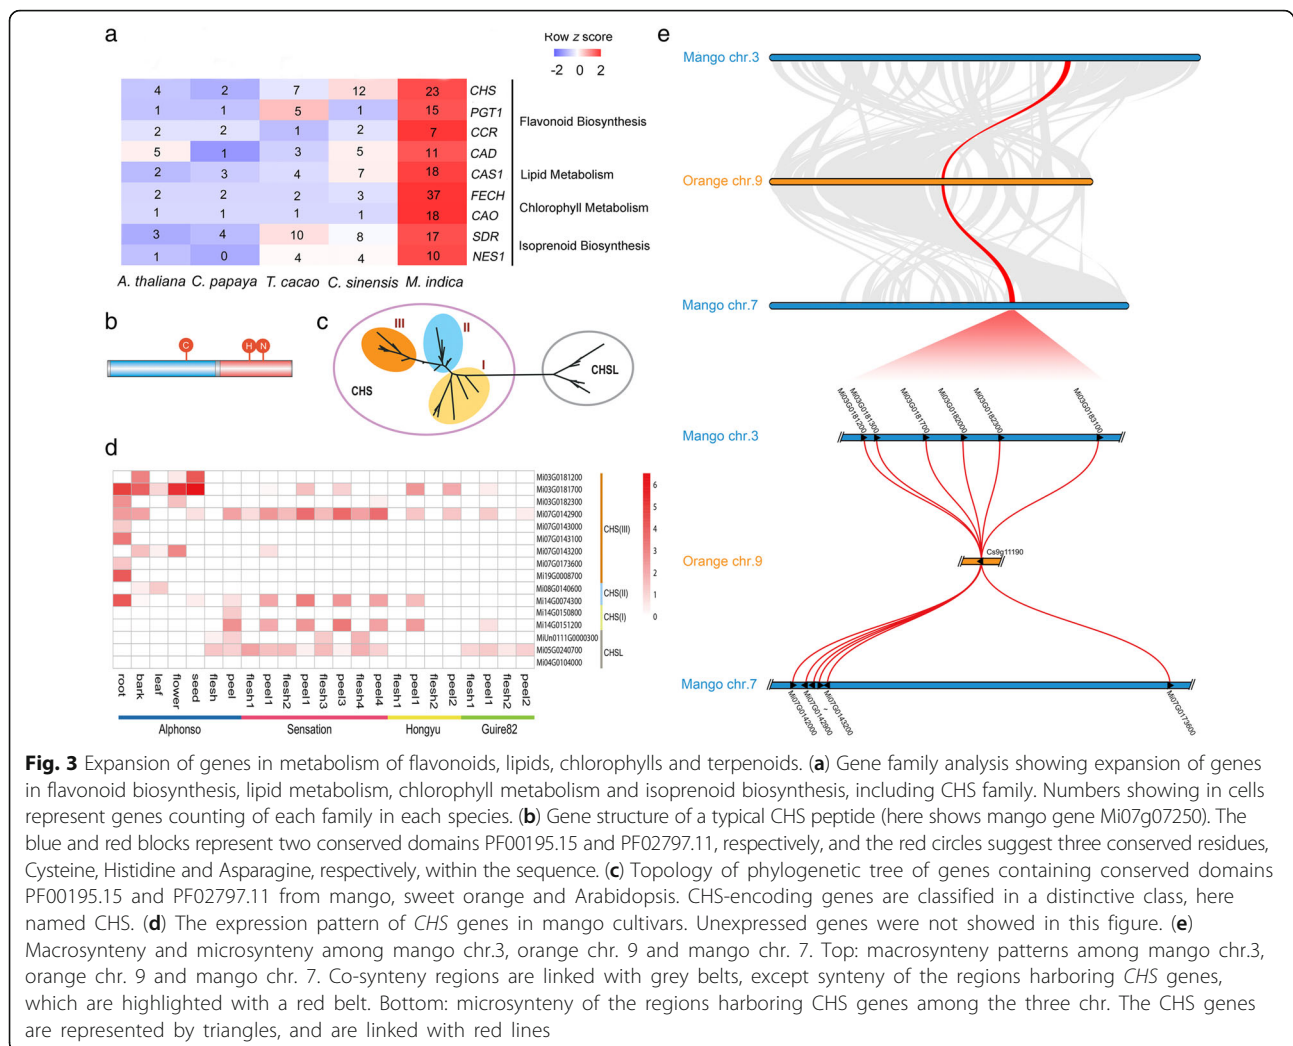 a
Row z score
-2 0 2
4 2 7 12 23 CHS
1 1 5 1 15 PGT1
2 2 1 2 7 CCR
5 1 3 5 11 CAD
2 3 4 7 18 CAS1
2 2 2 3 37 FECH
1 1 1 1 18 CAO
3 4 10 8 17 SDR
1 0 4 4 10 NES1
Flavonoid Biosynthesis
Lipid Metabolism
Chlorophyll Metabolism
Isoprenoid Biosynthesis
A. thaliana C. papaya T. cacao C. sinensis M. indica
b
C H N
c
III
II
I
CHS
CHSL
d
Mi03G0181200
Mi03G0181700
Mi03G0182300
Mi07G0142900
Mi07G0143000
Mi07G0143100
Mi07G0143200
Mi07G0173600
Mi19G0008700
Mi08G0140600
Mi14G0074300
Mi14G0150800
Mi14G0151200
MiUn0111G0000300
Mi05G0240700
Mi04G0104000
CHS(III)
CHS(II)
CHS(I)
CHSL
6
5
4
3
2
1
0
root bark leaf flower seed flesh peel flesh1 peel1 flesh2 peel2 flesh3 peel3 flesh4 peel4 flesh1 peel1 flesh2 peel2 flesh1 peel1 flesh2 peel2
Alphonso Sensation Hongyu Guire82
e
Mango chr.3
Orange chr.9
Mango chr.7
Mi03G0181200
Mi03G0181300
Mi03G0181700
Mi03G0182000
Mi03G0182300
Mi03G0183100
Mango chr.3
Cs9g11190
Orange chr.9
Mango chr.7
Mi07G0142000
Mi07G0142900
-
Mi07G0143200
Mi07G0173600
Fig. 3 Expansion of genes in metabolism of flavonoids, lipids, chlorophylls and terpenoids. (a) Gene family analysis showing expansion of genes
in flavonoid biosynthesis, lipid metabolism, chlorophyll metabolism and isoprenoid biosynthesis, including CHS family. Numbers showing in cells
represent genes counting of each family in each species. (b) Gene structure of a typical CHS peptide (here shows mango gene Mi07g07250). The
blue and red blocks represent two conserved domains PF00195.15 and PF02797.11, respectively, and the red circles suggest three conserved residues,
Cysteine, Histidine and Asparagine, respectively, within the sequence. (c) Topology of phylogenetic tree of genes containing conserved domains
PF00195.15 and PF02797.11 from mango, sweet orange and Arabidopsis. CHS-encoding genes are classified in a distinctive class, here
named CHS. (d) The expression pattern of CHS genes in mango cultivars. Unexpressed genes were not showed in this figure. (e)
Macrosynteny and microsynteny among mango chr.3, orange chr. 9 and mango chr. 7. Top: macrosynteny patterns among mango chr.3,
orange chr. 9 and mango chr. 7. Co-synteny regions are linked with grey belts, except synteny of the regions harboring CHS genes,
which are highlighted with a red belt. Bottom: microsynteny of the regions harboring CHS genes among the three chr. The CHS genes
are represented by triangles, and are linked with red lines